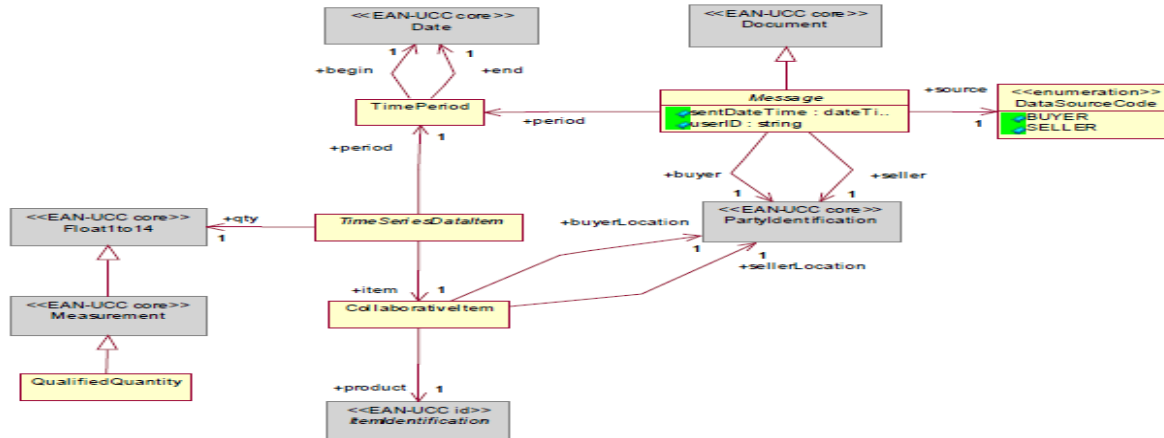 <<EAN-UCC core>>
Date
1
1
+begin
+end
TimePeriod
1
+period
+period
<<EAN-UCC core>>
Document
Message
sentDateTime : dateTi..
userID : string
+source
1
<<enumeration>>
DataSourceCode
BUYER
SELLER
+buyer
+seller
1
1
<<EAN-UCC core>>
PartyIdentification
1
1
+buyerLocation
+sellerLocation
<<EAN-UCC core>>
Float1to14
+qty
1
TimeSeriesDataItem
+item
1
CollaborativeItem
<<EAN-UCC core>>
Measurement
QualifiedQuantity
+product
1
<<EAN-UCC id>>
ItemIdentification